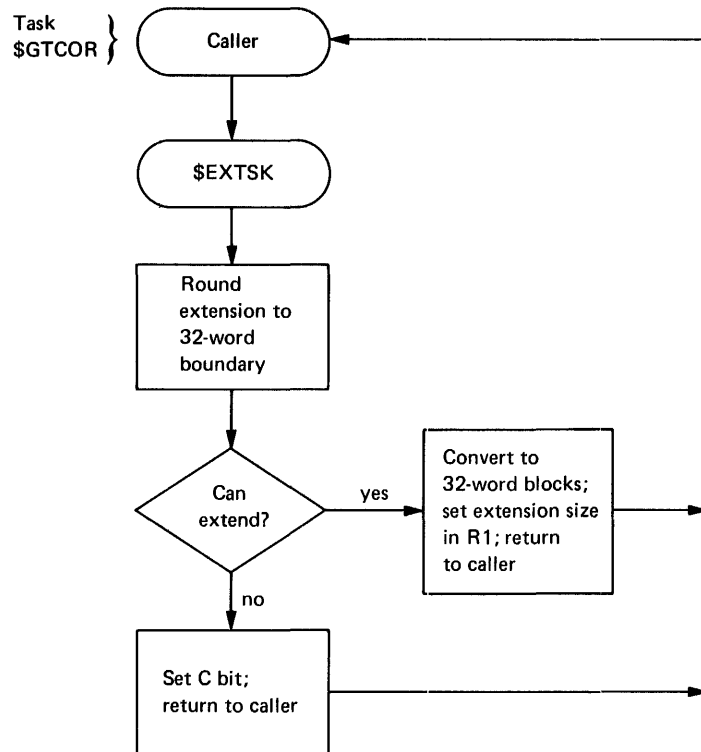 Task
$GTCOR
Caller
$EXTSK
Round
extension to
32-word
boundary
Can
extend?
yes
Convert to
32-word blocks;
set extension size
in R1; return
to caller
no
Set C bit;
return to caller